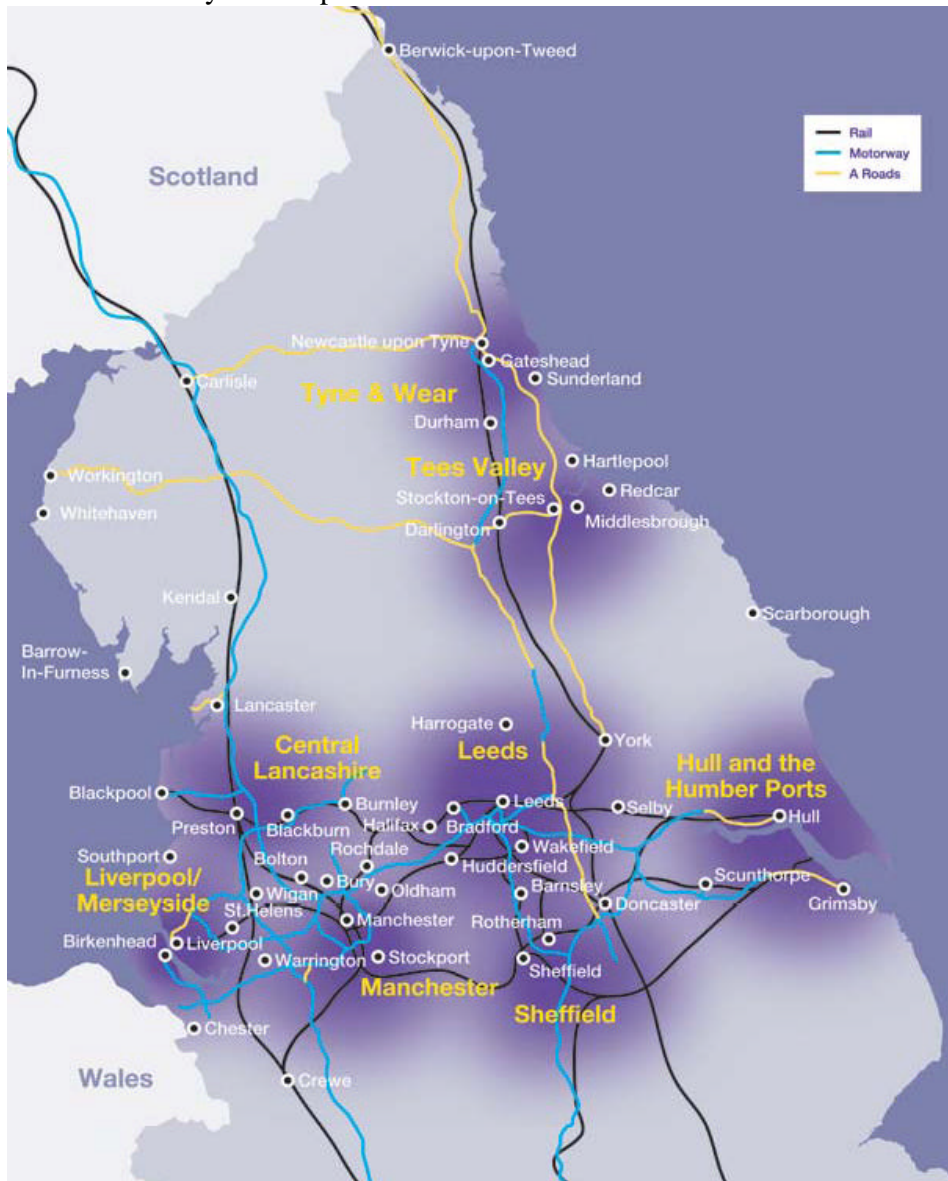 Berwick-upon-Tweed
Rail
Motorway
A Roads
Scotland
Newcastle upon Tyne
Gateshead
Sunderland
Carlisle
Tyne & Wear
Durham
Tees Valley
Hartlepool
Workington
Redcar
Stockton-on-Tees
Whitehaven
Middlesbrough
Darlington
Kendal
Scarborough
Barrow-
In-Furness
Lancaster
Harrogate
York
Central
Lancashire
Leeds
Hull and the
Humber Ports
Blackpool
Burnley
Leeds
Selby
Preston
Blackburn
Halifax
Bradford
Hull
Southport
Bolton
Rochdale
Wakefield
Huddersfield
Liverpool/
Merseyside
Wigan
Bury
Oldham
Barnsley
Scunthorpe
St.Helens
Doncaster
Grimsby
Manchester
Rotherham
Birkenhead
Liverpool
Warrington
Stockport
Sheffield
Manchester
Sheffield
Chester
Wales
Crewe